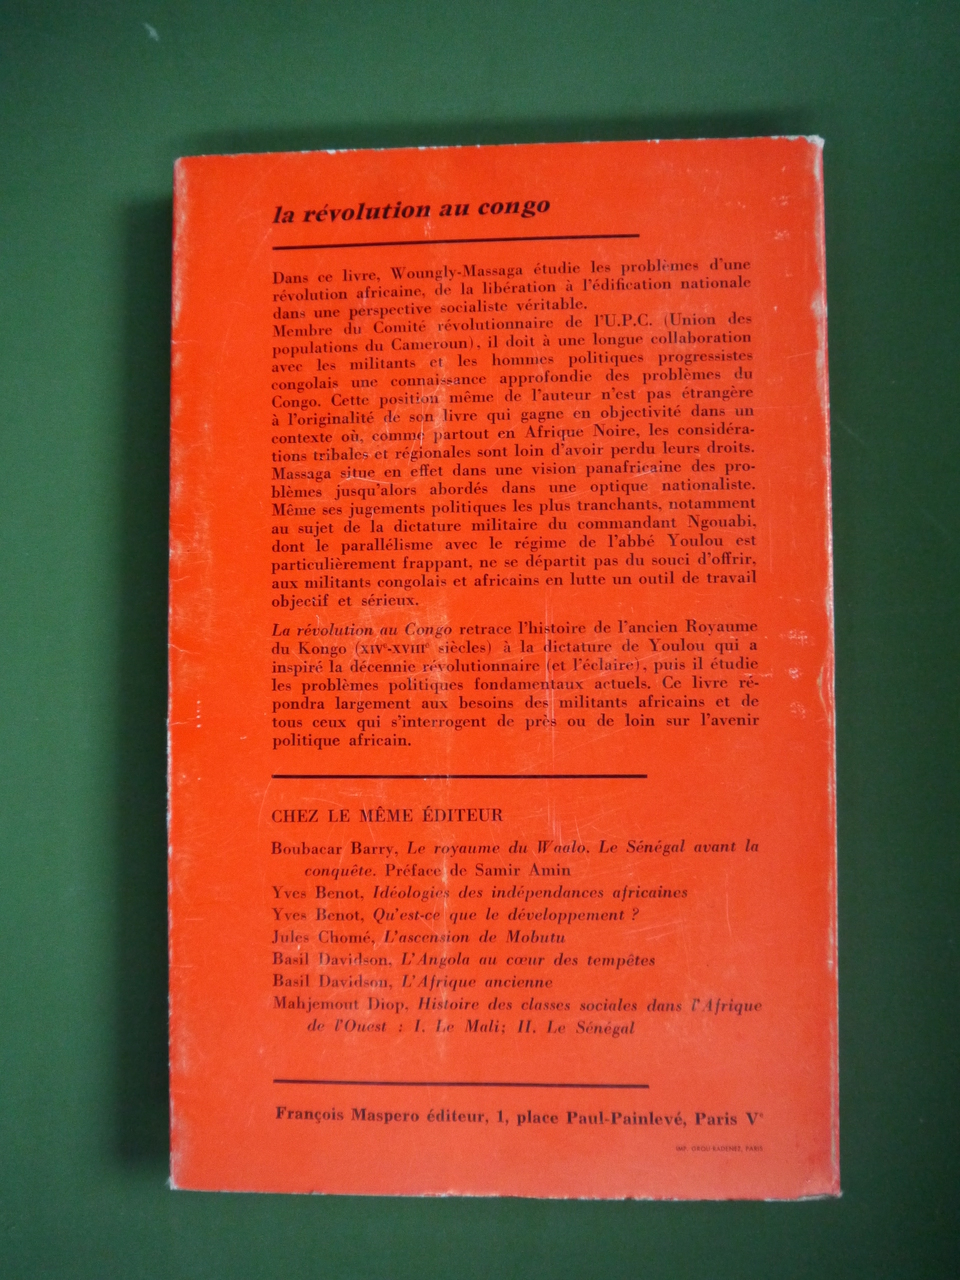 la révolution au congo
Dans ce livre, Woungly-Massaga étudie les problèmes d'une
révolution africaine, de la libération à l'édification nationale
dans une perspective socialiste véritable.
Membre du Comité révolutionnaire de l'U.P.C. (Union des
populations du Cameroun), il doit à une longue collaboration
avec les militants et les hommes politiques progressistes
congolais une connaissance approfondie des problèmes du
Congo. Cette position même de l'auteur n'est pas étrangère
à l'originalité de son livre qui gagne en objectivité dans un
contexte où, comme partout en Afrique Noire, les considéra-
tions tribales et régionales sont loin d'avoir perdu leurs droits.
Massaga situe en effet dans une vision panafricaine des pro-
blèmes jusqu'alors abordés dans une optique nationaliste.
Même ses jugements politiques les plus tranchants, notamment
au sujet de la dictature militaire du commandant Ngouabi,
dont le parallélisme avec le régime de l'abbé Youlou est
particulièrement frappant, ne se départit pas du souci d'offrir,
aux militants congolais et africains en lutte un outil de travail
objectif et sérieux.
La révolution au Congo retrace l'histoire de l'ancien Royaume
du Kongo (XIVe-XVIIIe siècles) à la dictature de Youlou qui a
inspiré la décennie révolutionnaire (et l'éclaire), puis il étudie
les problèmes politiques fondamentaux actuels. Ce livre ré-
pondra largement aux besoins des militants africains et de
tous ceux qui s'interrogent de près ou de loin sur l'avenir
politique africain.
CHEZ LE MÊME ÉDITEUR
Boubacar Barry, Le royaume du Waalo. Le Sénégal avant la
conquête. Préface de Samir Amin
Yves Benot, Idéologies des indépendances africaines
Yves Benot, Qu'est-ce que le développement ?
Jules Chomé, L'ascension de Mobutu
Basil Davidson, L'Angola au cœur des tempêtes
Basil Davidson, L'Afrique ancienne
Mahjemout Diop, Histoire des classes sociales dans l'Afrique
de l'Ouest : I. Le Mali; II. Le Sénégal
François Maspero éditeur, 1, place Paul-Painlevé, Paris Ve
IMP. GROU-RADENEZ, PARIS